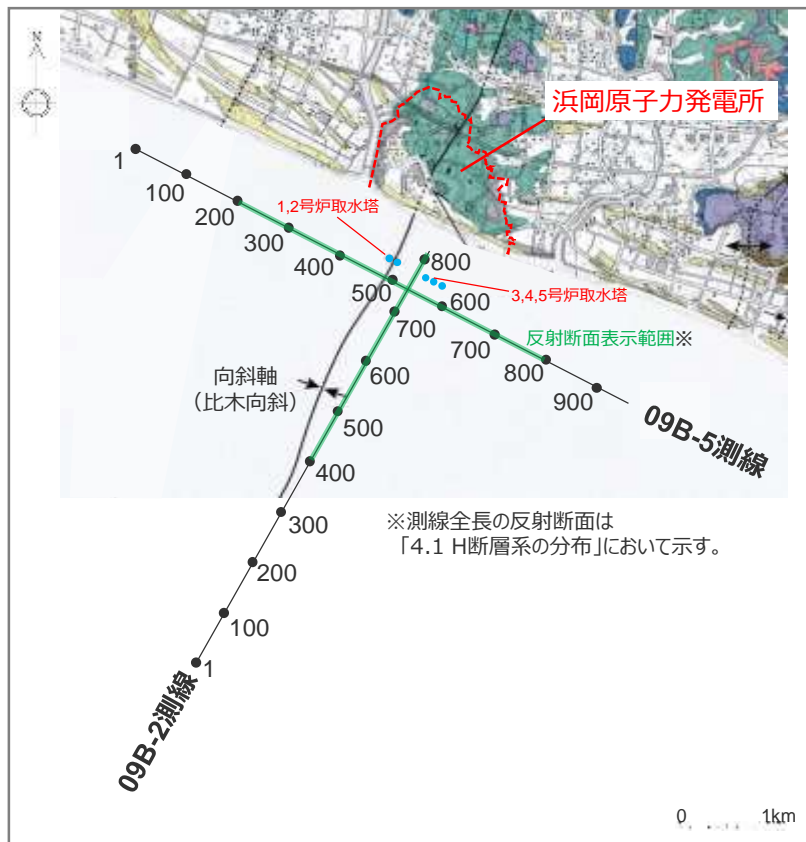 N
浜岡原子力発電所
1
100
200
300
400
500
600
700
800
900
1,2号炉取水塔
3,4,5号炉取水塔
反射断面表示範囲※
09B-5測線
向斜軸
(比木向斜)
800
700
600
500
400
300
200
100
1
09B-2測線
※測線全長の反射断面は
「4.1 H断層系の分布」において示す。
0 1km